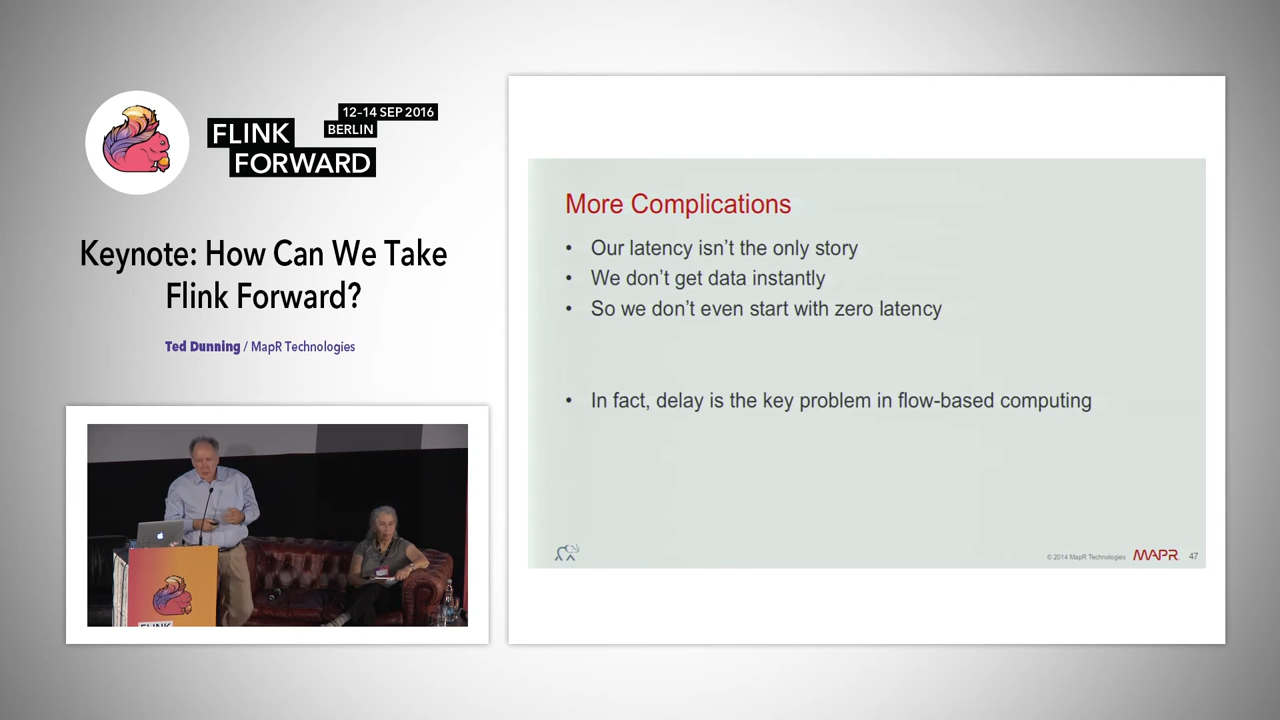 12–14 SEP 2016
BERLIN
FLINK
FORWARD
Keynote: How Can We Take
Flink Forward?
Ted Dunning / MapR Technologies
FLINK
More Complications
• Our latency isn't the only story
• We don't get data instantly
• So we don't even start with zero latency
• In fact, delay is the key problem in flow-based computing
© 2014 MapR Technologies MAPR 47